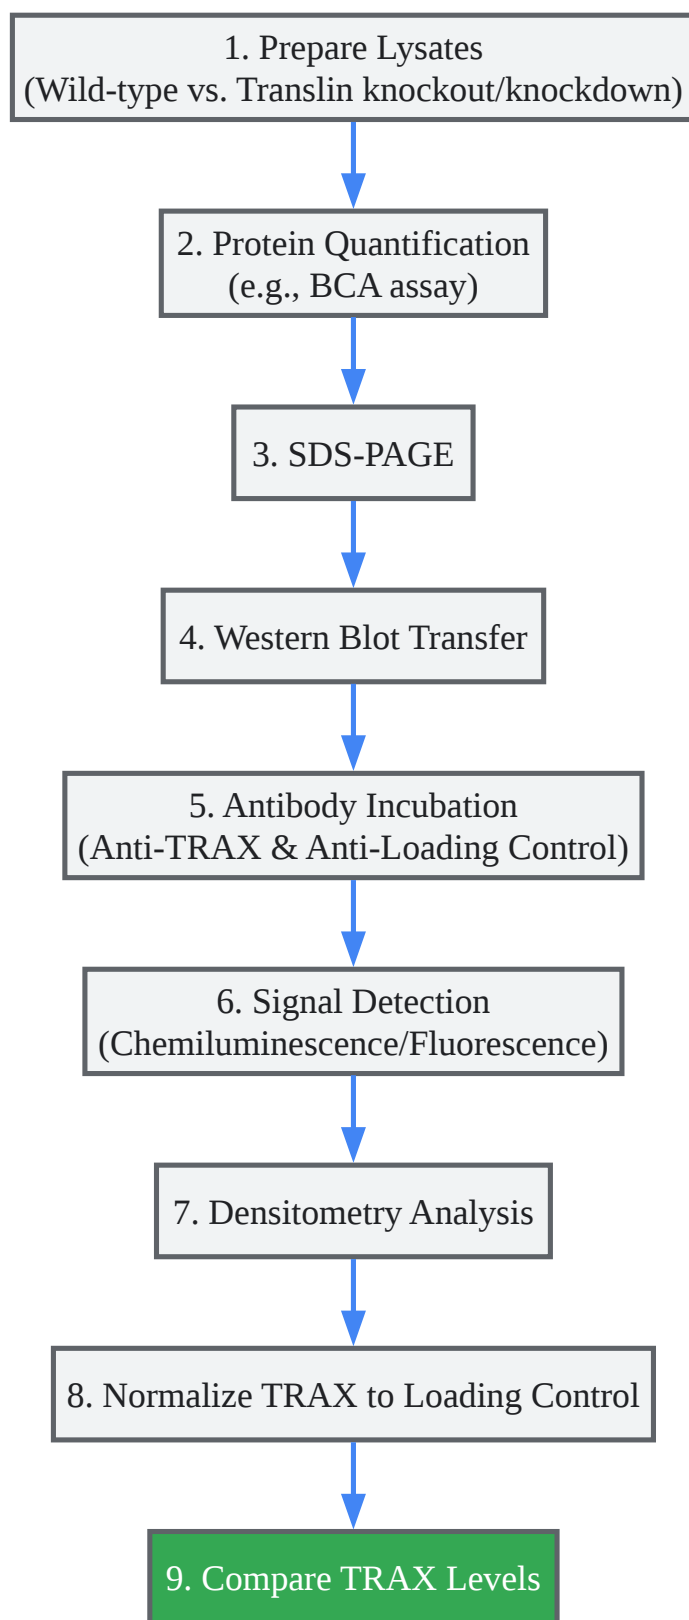 1. Prepare Lysates
(Wild-type vs. Translin knockout/knockdown)
2. Protein Quantification
(e.g., BCA assay)
3. SDS-PAGE
4. Western Blot Transfer
5. Antibody Incubation
(Anti-TRAX & Anti-Loading Control)
6. Signal Detection
(Chemiluminescence/Fluorescence)
7. Densitometry Analysis
8. Normalize TRAX to Loading Control
9. Compare TRAX Levels